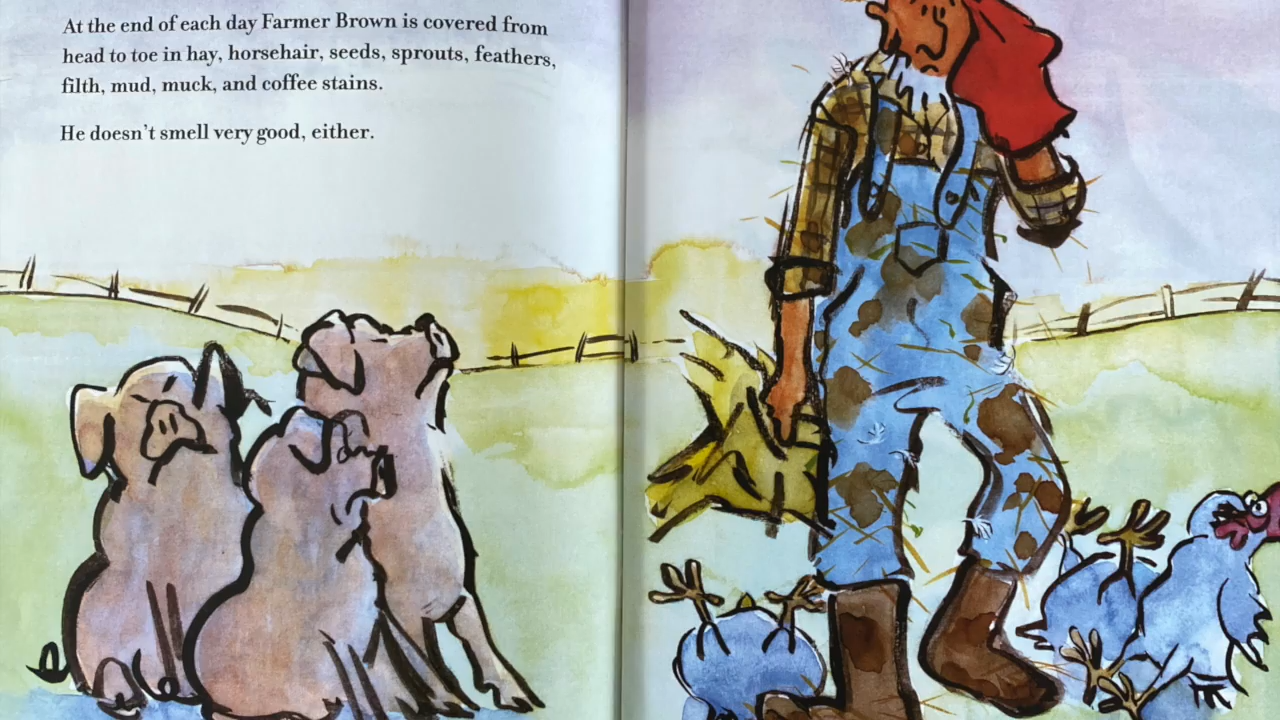 At the end of each day Farmer Brown is covered from
head to toe in hay, horsehair, seeds, sprouts, feathers,
filth, mud, muck, and coffee stains.
He doesn't smell very good, either.